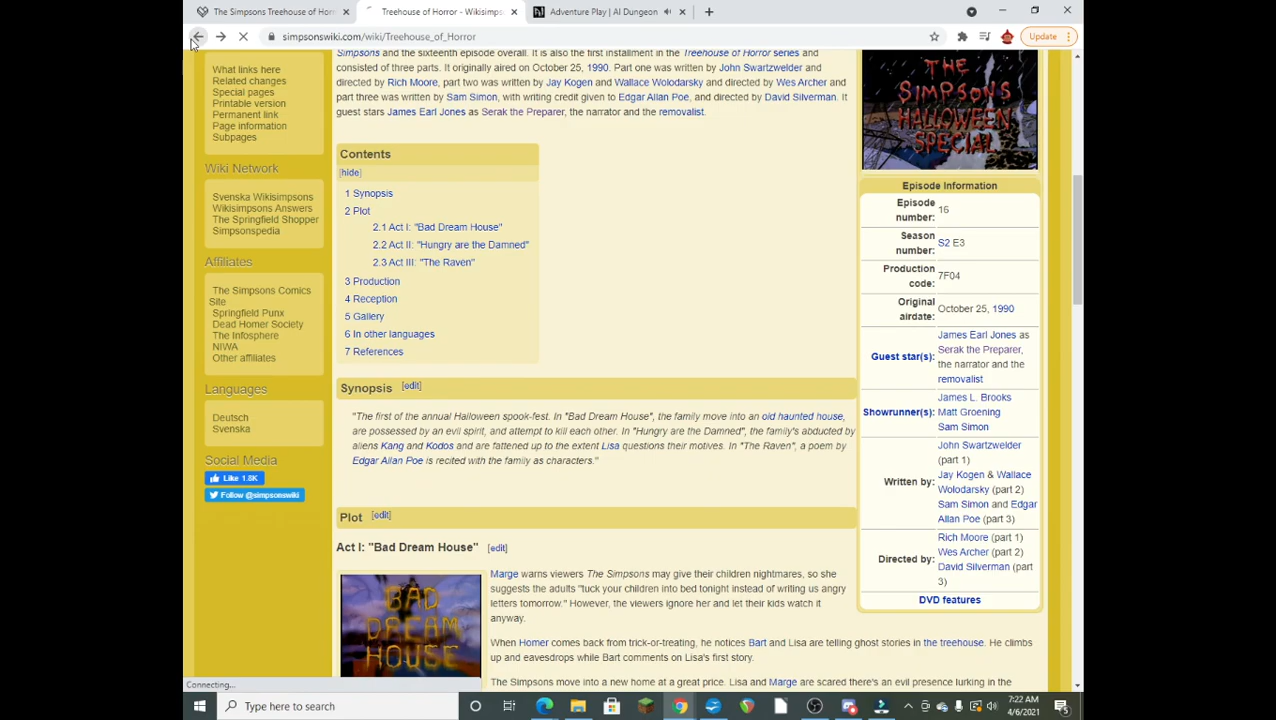 The Simpsons Treehouse of Hor
Treehouse of Horror - Wikisimps
Adventure Play | AI Dungeon
simpsonswiki.com/wiki/Treehouse_of_Horror
Update
What links here
Related changes
Special pages
Printable version
Permanent link
Page information
Subpages
Wiki Network
Svenska Wikisimpsons
Wikisimpsons Answers
The Springfield Shopper
Simpsonspedia
Affiliates
The Simpsons Comics
Site
Springfield Punx
Dead Homer Society
The Infosphere
NIWA
Other affiliates
Languages
Deutsch
Svenska
Social Media
Like 1.8K
Follow @simpsonswiki
Simpsons and the sixteenth episode overall. It is also the first installment in the Treehouse of Horror series and
consisted of three parts. It originally aired on October 25, 1990. Part one was written by John Swartzwelder and
directed by Rich Moore, part two was written by Jay Kogen and Wallace Wolodarsky and directed by Wes Archer and
part three was written by Sam Simon, with writing credit given to Edgar Allan Poe, and directed by David Silverman. It
guest stars James Earl Jones as Serak the Preparer, the narrator and the removalist.
Contents
[hide]
1 Synopsis
2 Plot
2.1 Act I: "Bad Dream House"
2.2 Act II: "Hungry are the Damned"
2.3 Act III: "The Raven"
3 Production
4 Reception
5 Gallery
6 In other languages
7 References
Synopsis [edit]
"The first of the annual Halloween spook-fest. In "Bad Dream House", the family move into an old haunted house,
are possessed by an evil spirit, and attempt to kill each other. In "Hungry are the Damned", the family's abducted by
aliens Kang and Kodos and are fattened up to the extent Lisa questions their motives. In "The Raven", a poem by
Edgar Allan Poe is recited with the family as characters."
Plot [edit]
Act I: "Bad Dream House" [edit]
BAD
DREAM
HOUSE
Marge warns viewers The Simpsons may give their children nightmares, so she
suggests the adults "tuck your children into bed tonight instead of writing us angry
letters tomorrow." However, the viewers ignore her and let their kids watch it
anyway.
When Homer comes back from trick-or-treating, he notices Bart and Lisa are telling ghost stories in the treehouse. He climbs
up and eavesdrops while Bart comments on Lisa's first story.
The Simpsons move into a new home at a great price. Lisa and Marge are scared there's an evil presence lurking in the
THE
SIMPSONS
HALLOWEEN
SPECIAL
Episode Information
Episode
number: 16
Season
number: S2 E3
Production
code: 7F04
Original
airdate: October 25, 1990
Guest star(s): James Earl Jones as
Serak the Preparer,
the narrator and the
removalist
Showrunner(s): James L. Brooks
Matt Groening
Sam Simon
Written by: John Swartzwelder
(part 1)
Jay Kogen & Wallace
Wolodarsky (part 2)
Sam Simon and Edgar
Allan Poe (part 3)
Directed by: Rich Moore (part 1)
Wes Archer (part 2)
David Silverman (part
3)
DVD features
Connecting...
Type here to search
7:22 AM
4/6/2021
5